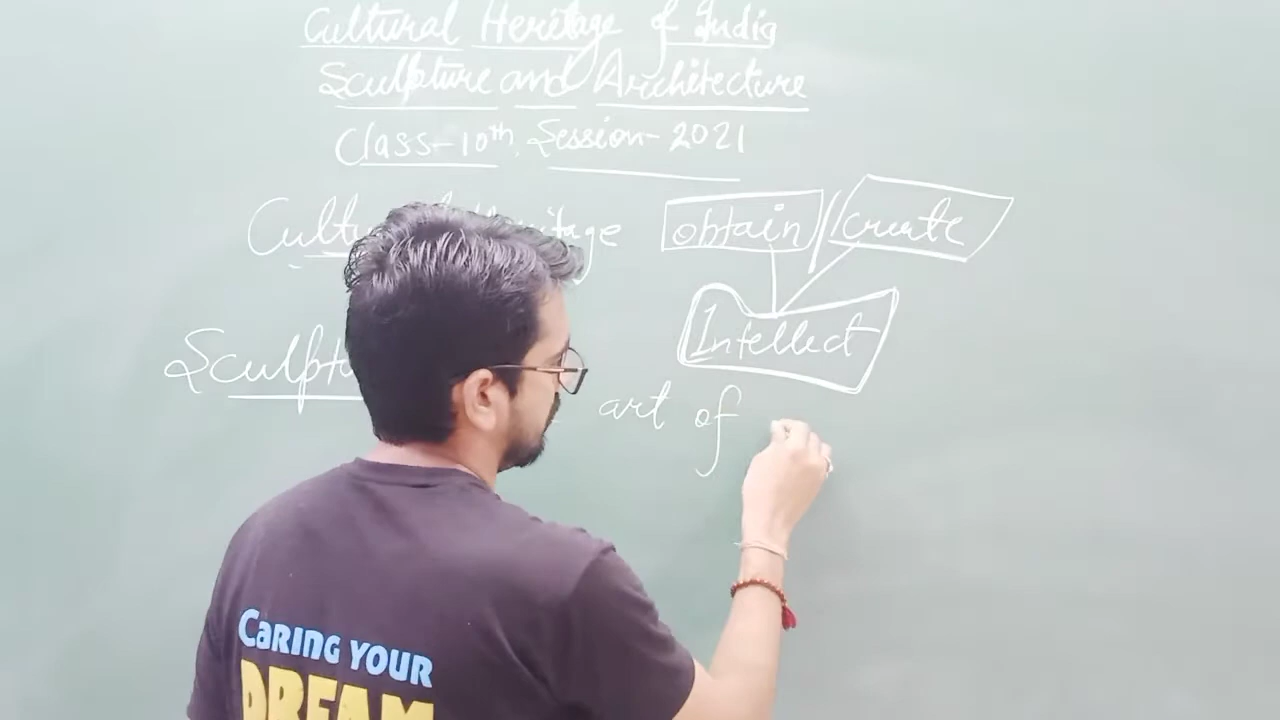 Cultural Heritage of India
Sculpture and Architecture
Class-10th, Session-2021
obtain // create
Intellect
art of
CARING YOUR
DREAM